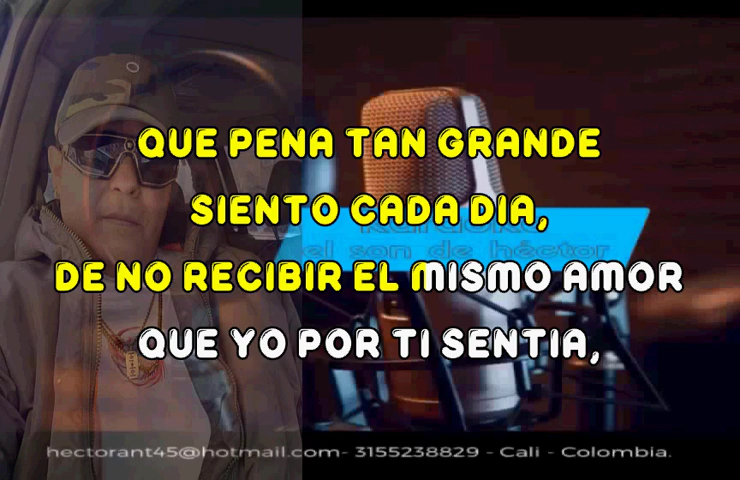 QUE PENA TAN GRANDE
SIENTO CADA DIA,
karaoke
el son de héctor
DE NO RECIBIR EL MISMO AMOR
QUE YO POR TI SENTIA,
hectorant45@hotmail.com- 3155238829 - Cali - Colombia.